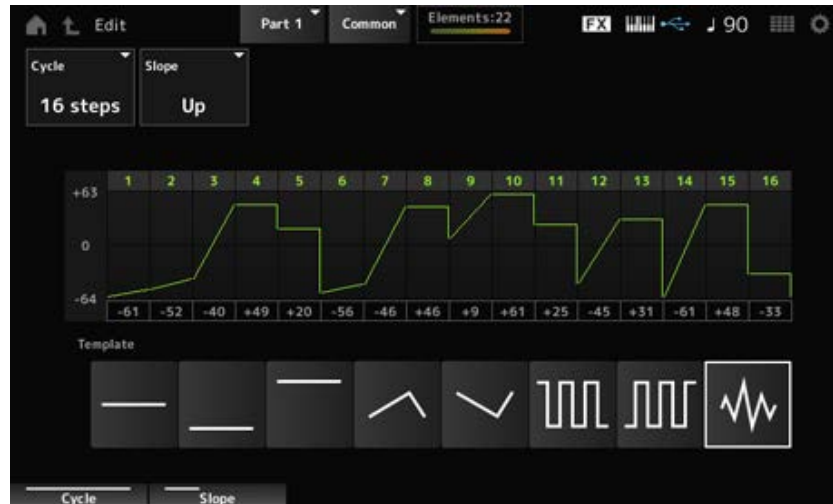 Edit Part 1 Common Elements:22 FX ♩ 90
Cycle Slope
16 steps Up
1 2 3 4 5 6 7 8 9 10 11 12 13 14 15 16
+63
0
-64
-61 -52 -40 +49 +20 -56 -46 +46 +9 +61 +25 -45 +31 -61 +48 -33
Template
Cycle Slope